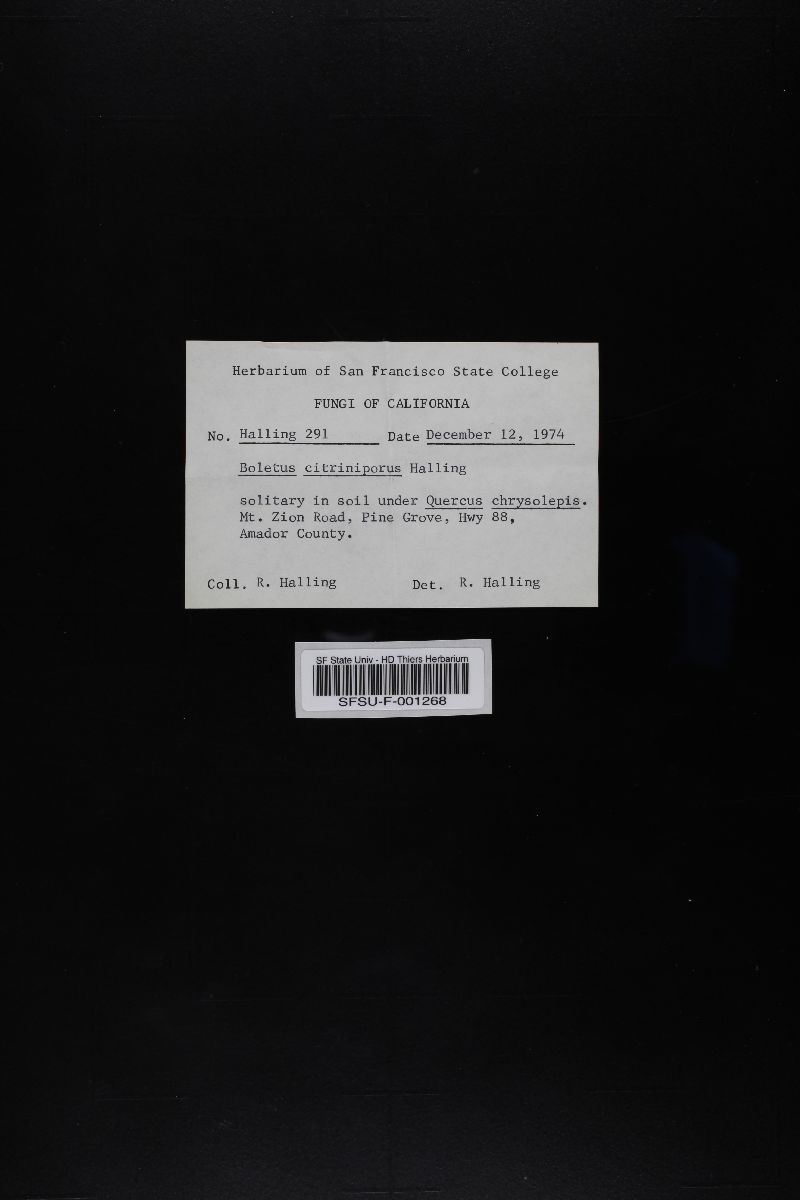 Herbarium of San Francisco State College
FUNGI OF CALIFORNIA
No. Halling 291 Date December 12, 1974
Boletus citriniporus Halling
solitary in soil under Quercus chrysolepis.
Mt. Zion Road, Pine Grove, Hwy 88,
Amador County.
Coll. R. Halling Det. R. Halling
SF State Univ - HD Thiers Herbarium
SFSU-F-001268